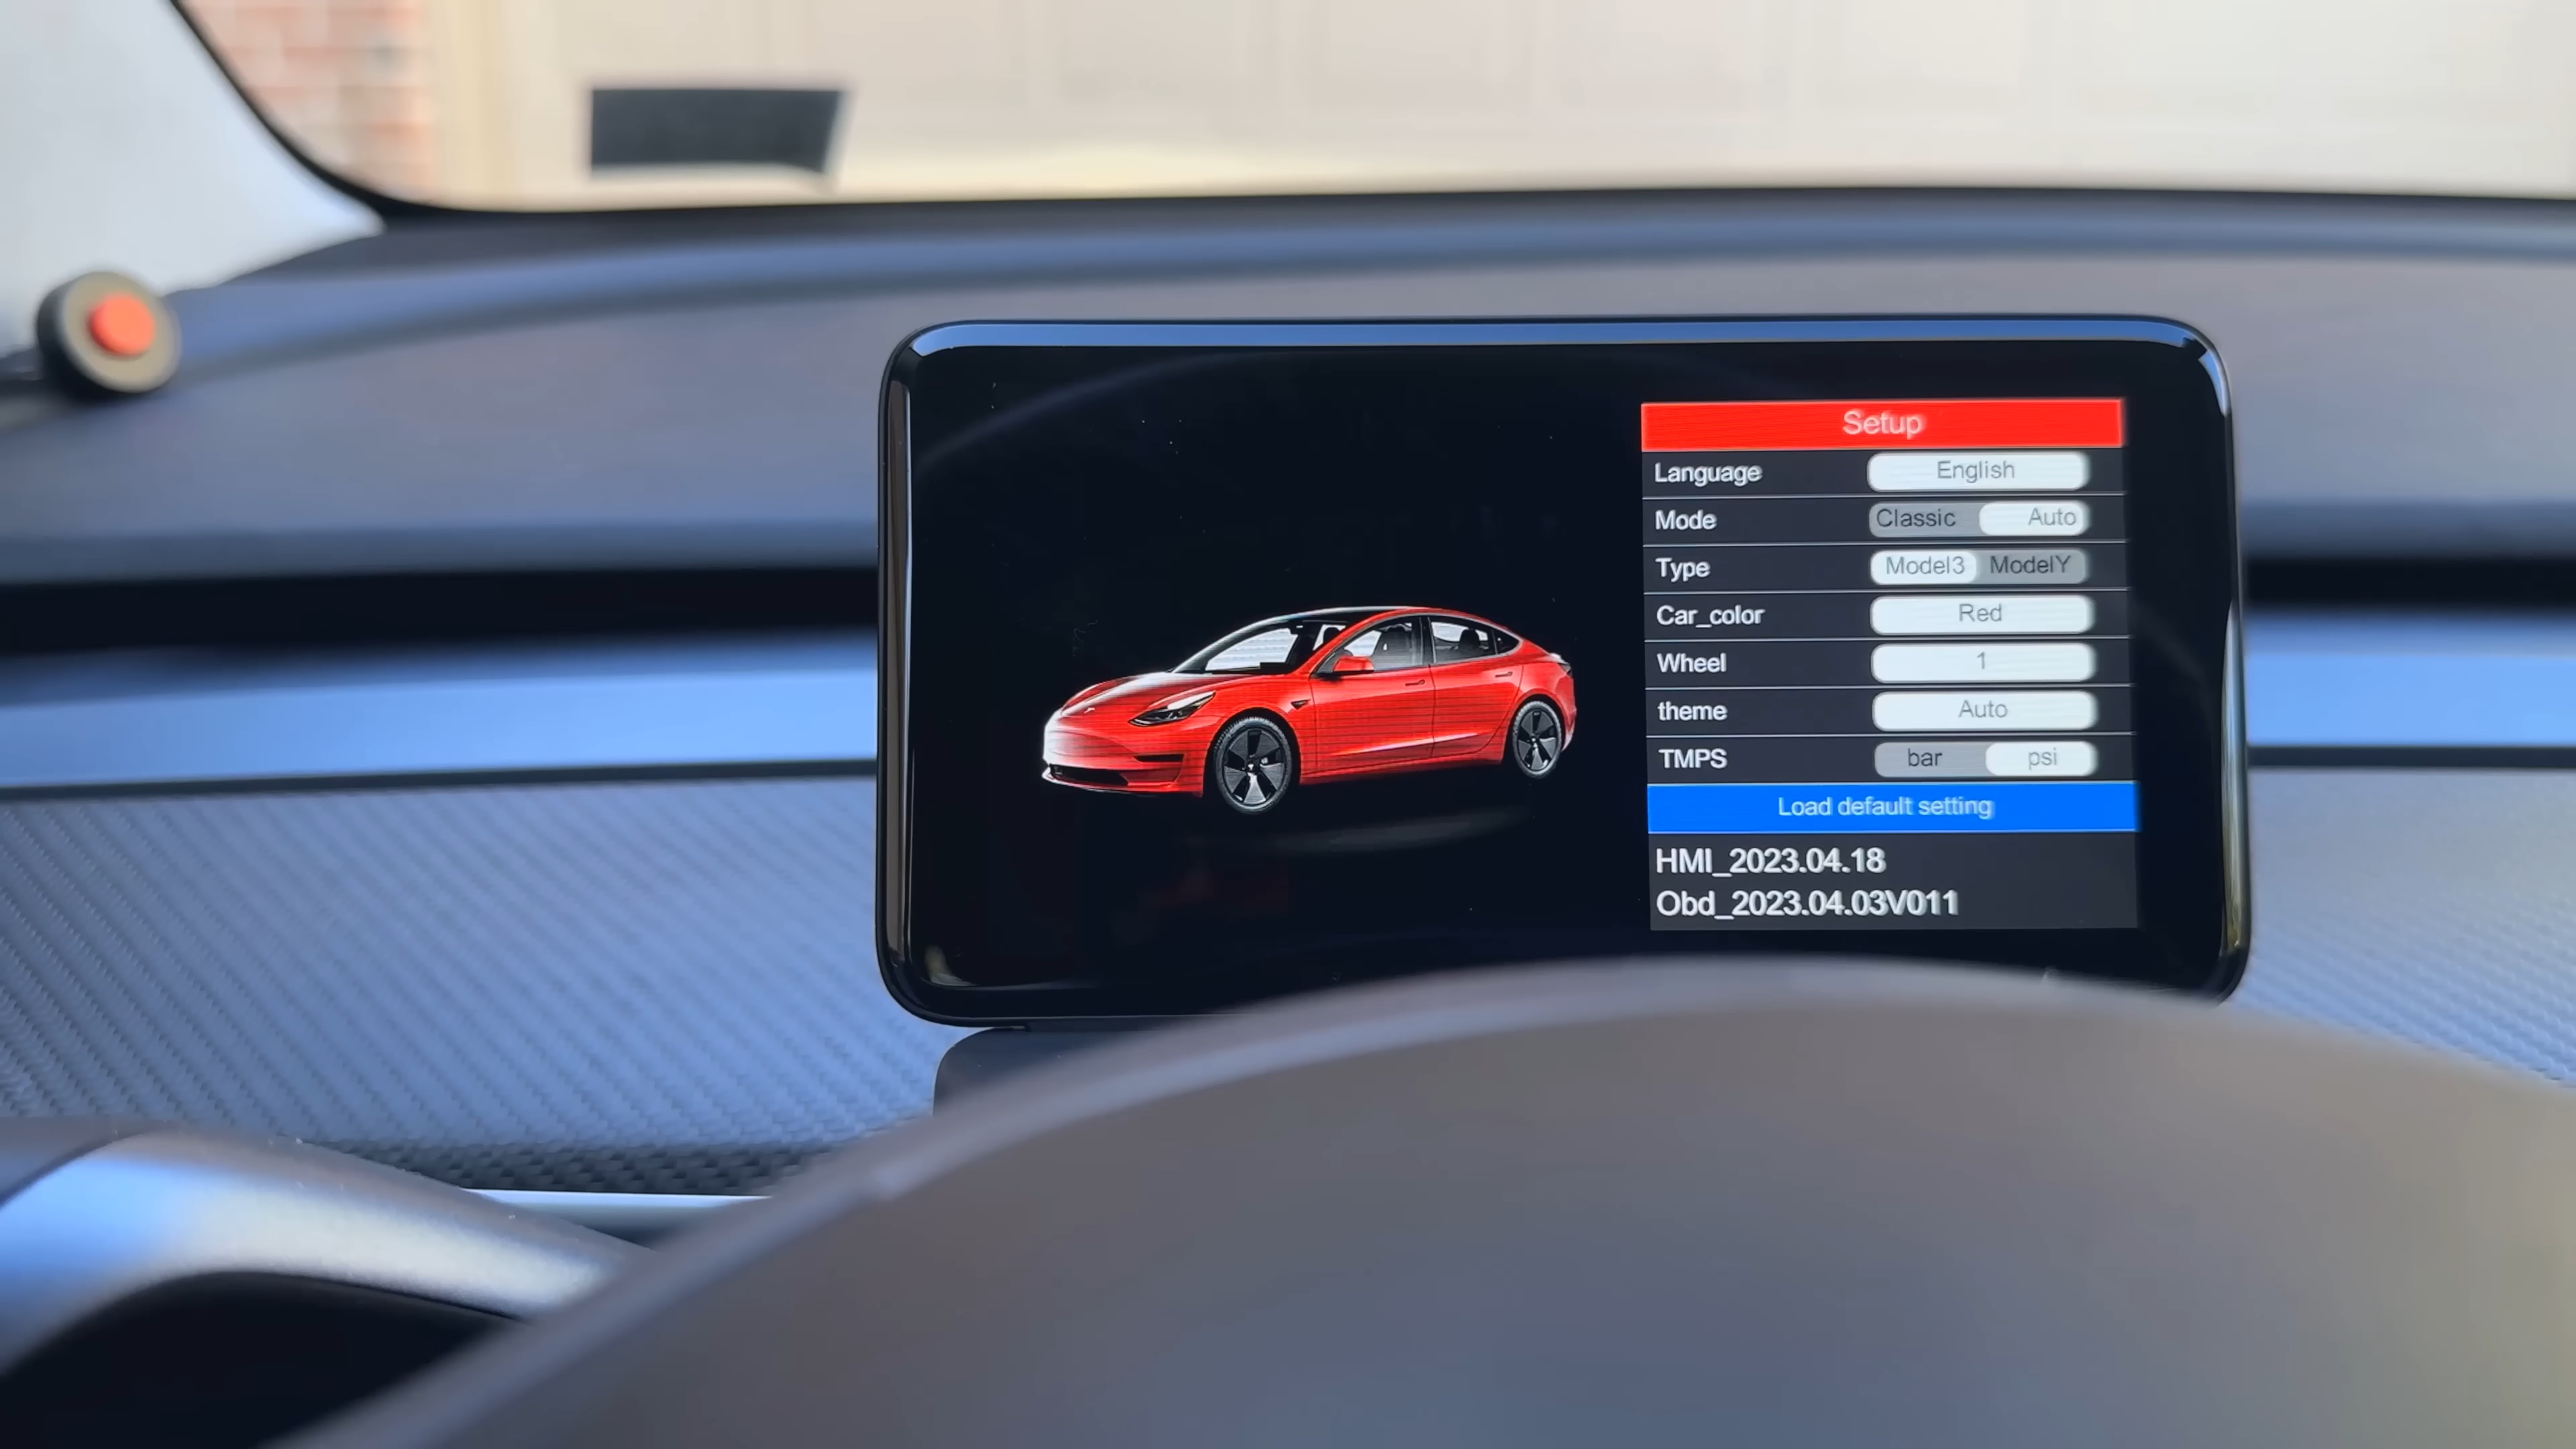 Setup
Language English
Mode Classic Auto
Type Model3 ModelY
Car_color Red
Wheel 1
theme Auto
TMPS bar psi
Load default setting
HMI_2023.04.18
Obd_2023.04.03V011